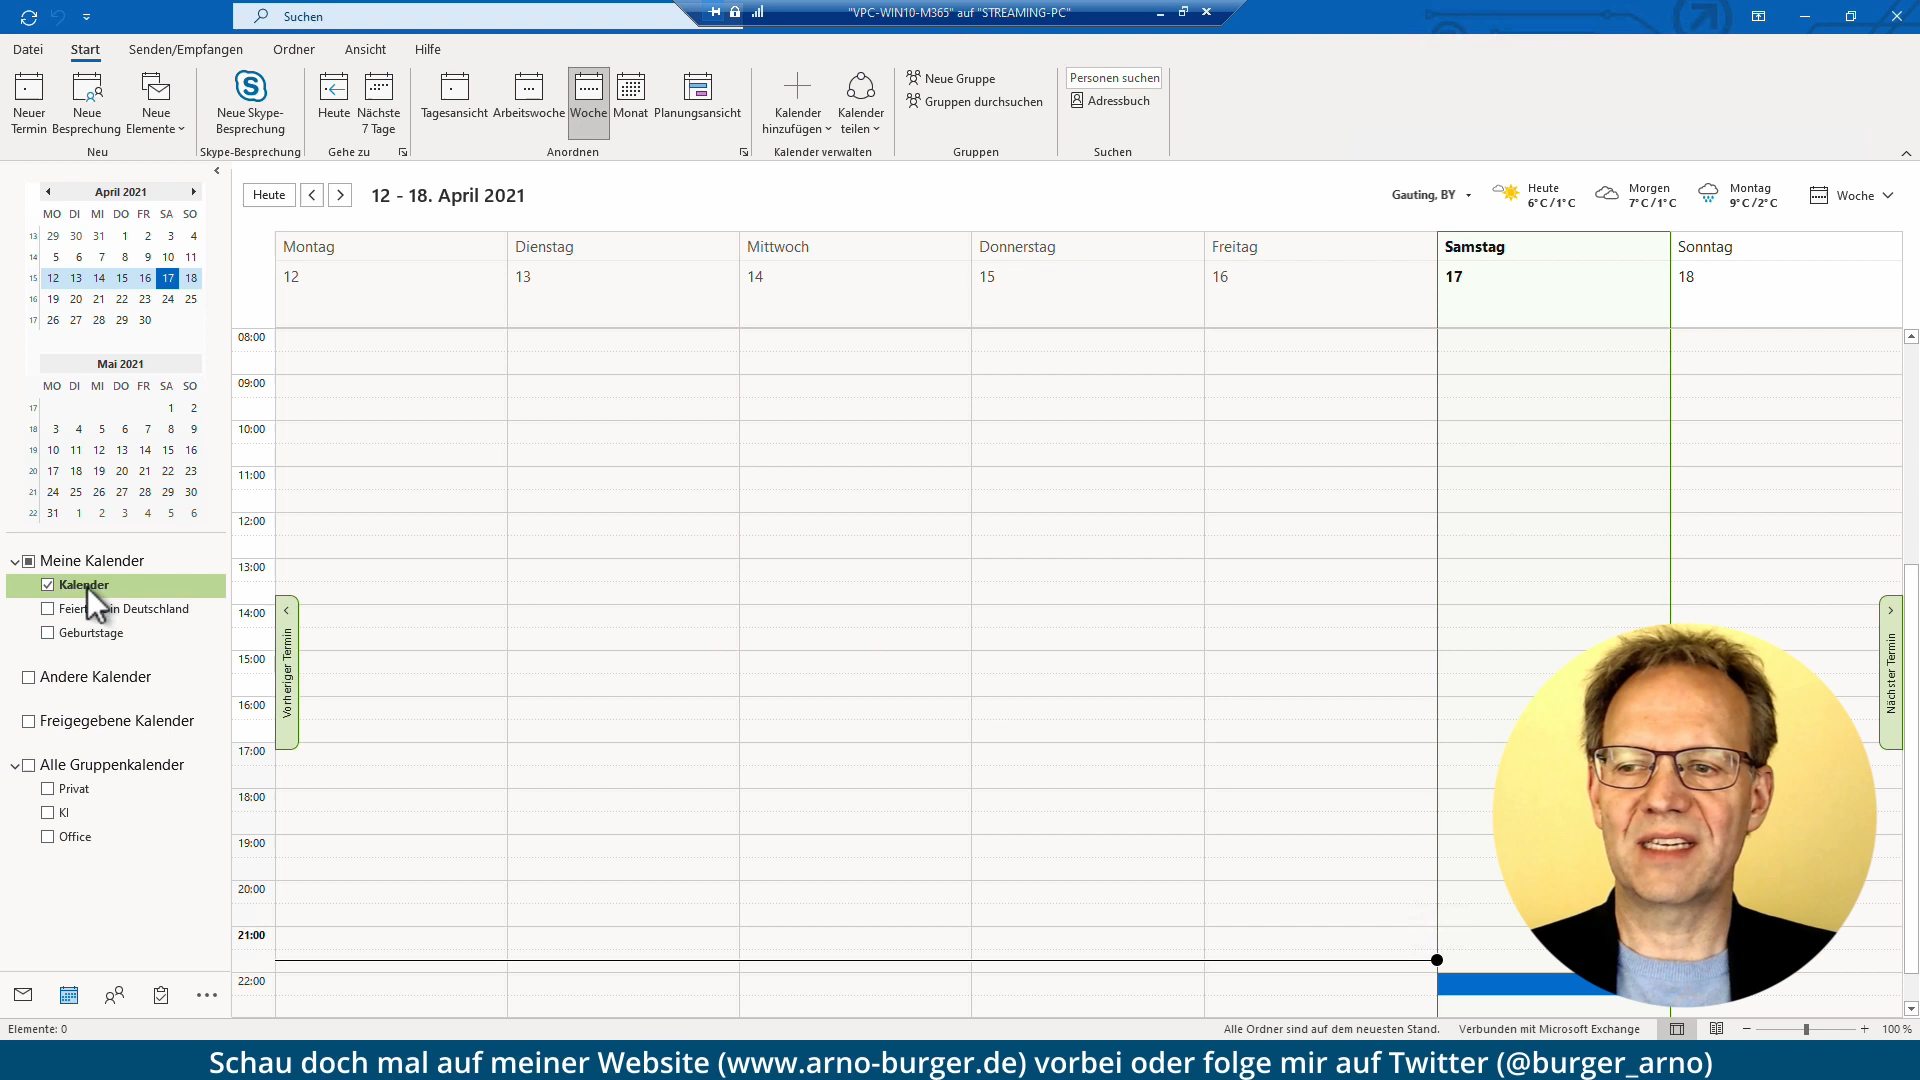 Suchen
"VPC-WIN10-M365" auf "STREAMING-PC"
Datei Start Senden/Empfangen Ordner Ansicht Hilfe
Neuer Termin
Neue Besprechung
Neue Elemente
Neu
Neue Skype-Besprechung
Skype-Besprechung
Heute
Nächste 7 Tage
Gehe zu
Tagesansicht Arbeitswoche Woche Monat Planungsansicht
Anordnen
Kalender hinzufügen
Kalender teilen
Kalender verwalten
Neue Gruppe
Gruppen durchsuchen
Gruppen
Personen suchen
Adressbuch
Suchen
April 2021
MO DI MI DO FR SA SO
13 29 30 31 1 2 3 4
14 5 6 7 8 9 10 11
15 12 13 14 15 16 17 18
16 19 20 21 22 23 24 25
17 26 27 28 29 30
Mai 2021
MO DI MI DO FR SA SO
17 1 2
18 3 4 5 6 7 8 9
19 10 11 12 13 14 15 16
20 17 18 19 20 21 22 23
21 24 25 26 27 28 29 30
22 31 1 2 3 4 5 6
Meine Kalender
Kalender
in Deutschland
Geburtstage
Andere Kalender
Freigegebene Kalender
Alle Gruppenkalender
Privat
KI
Office
Heute 12 - 18. April 2021
Gauting, BY
Heute 6°C/1°C
Morgen 7°C/1°C
Montag 9°C/2°C
Woche
Montag Dienstag Mittwoch Donnerstag Freitag Samstag Sonntag
12 13 14 15 16 17 18
08:00
09:00
10:00
11:00
12:00
13:00
14:00
15:00
16:00
17:00
18:00
19:00
20:00
21:00
22:00
Vorheriger Termin
Nächster Termin
Elemente: 0
Alle Ordner sind auf dem neuesten Stand. Verbunden mit Microsoft Exchange 100 %
Schau doch mal auf meiner Website (www.arno-burger.de) vorbei oder folge mir auf Twitter (@burger_arno)